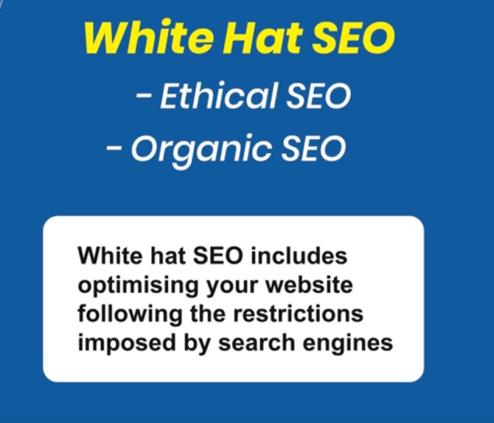 White Hat SEO
- Ethical SEO
- Organic SEO
White hat SEO includes
optimising your website
following the restrictions
imposed by search engines